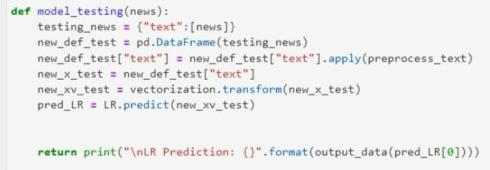 def model_testing(news):
    testing_news = {"text":[news]}
    new_def_test = pd.DataFrame(testing_news)
    new_def_test["text"] = new_def_test["text"].apply(preprocess_text)
    new_x_test = new_def_test["text"]
    new_xv_test = vectorization.transform(new_x_test)
    pred_LR = LR.predict(new_xv_test)
    return print("\nLR Prediction: {}".format(output_data(pred_LR[0])))